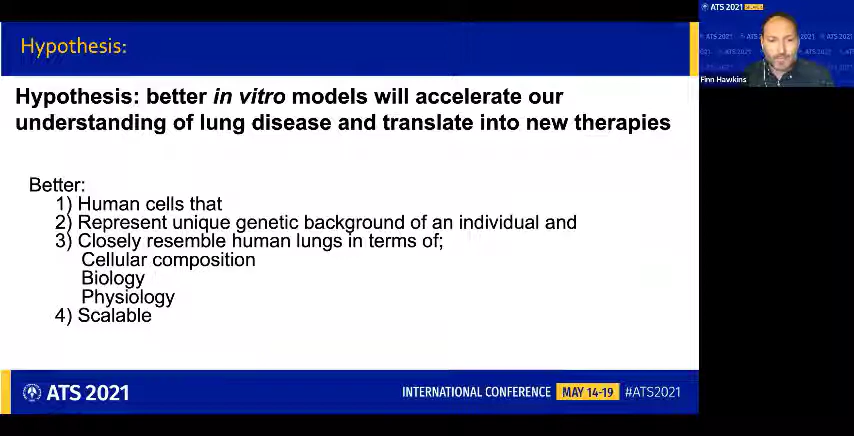 Hypothesis:
ATS 2021
Finn Hawkins
Hypothesis: better in vitro models will accelerate our
understanding of lung disease and translate into new therapies
Better:
1) Human cells that
2) Represent unique genetic background of an individual and
3) Closely resemble human lungs in terms of;
Cellular composition
Biology
Physiology
4) Scalable
ATS 2021
INTERNATIONAL CONFERENCE MAY 14-19 #ATS2021